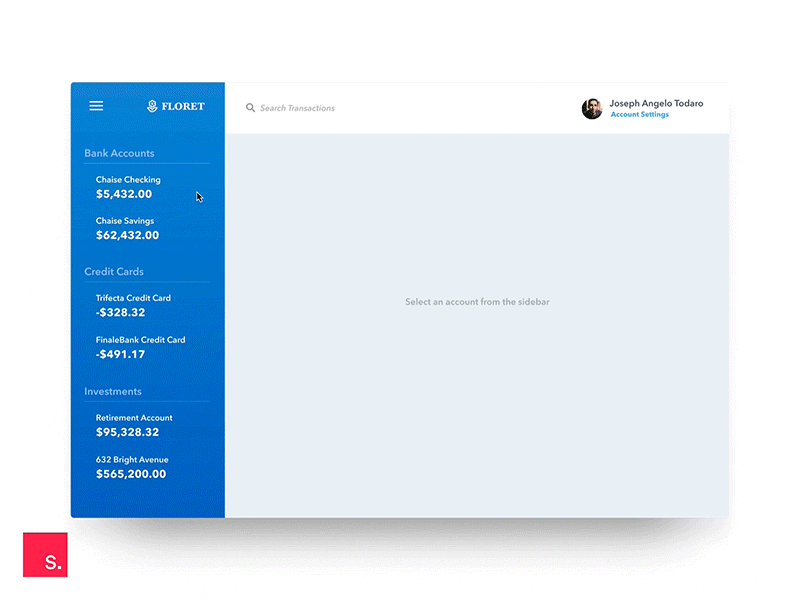 FLORET
Search Transactions
Joseph Angelo Todaro
Account Settings
Bank Accounts
Chaise Checking
$5,432.00
Chaise Savings
$62,432.00
Credit Cards
Trifecta Credit Card
-$328.32
FinaleBank Credit Card
-$491.17
Investments
Retirement Account
$95,328.32
632 Bright Avenue
$565,200.00
Select an account from the sidebar
s.